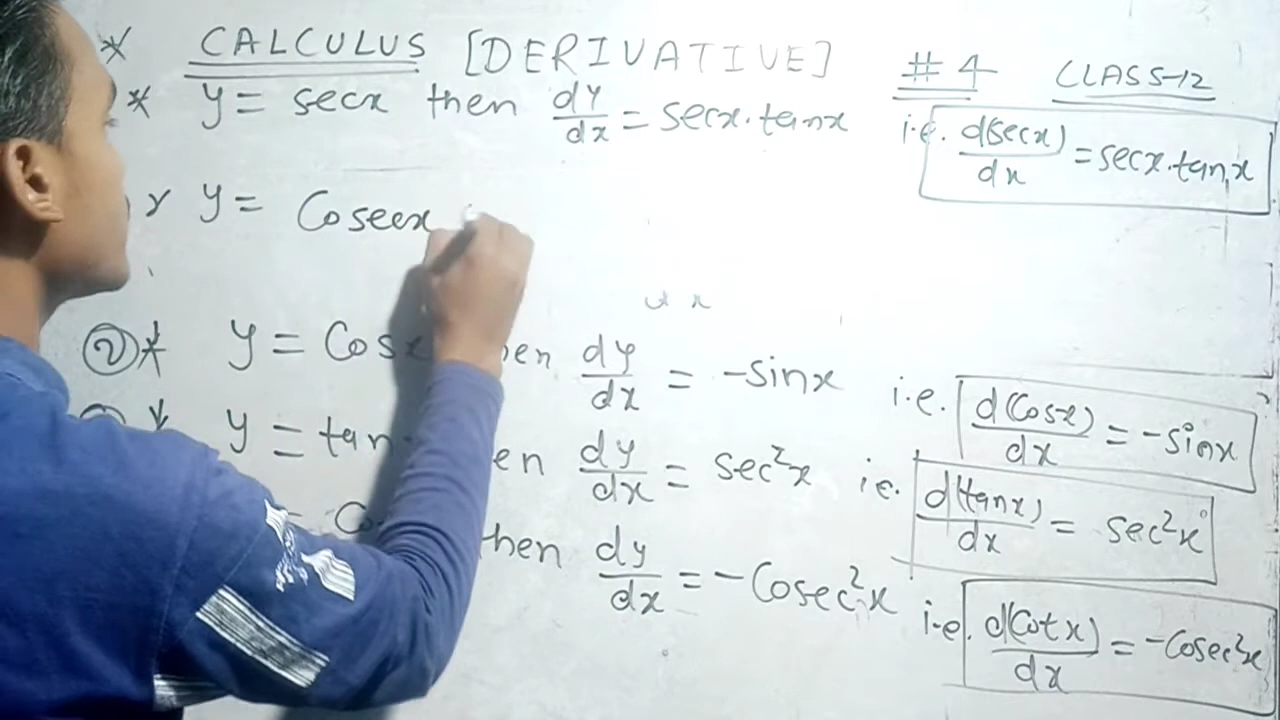 * CALCULUS [DERIVATIVE] # 4 CLASS-12
* y = secx then dy/dx = secx.tanx i.e. d(secx)/dx = secx.tanx
y = Cosecx
② * y = Cosx then dy/dx = -sinx i.e. d(Cosx)/dx = -sinx
y = tan en dy/dx = sec²x i.e. d(tanx)/dx = sec²x
= Co then dy/dx = -Cosec²x i.e. d(Cotx)/dx = -Cosec²x